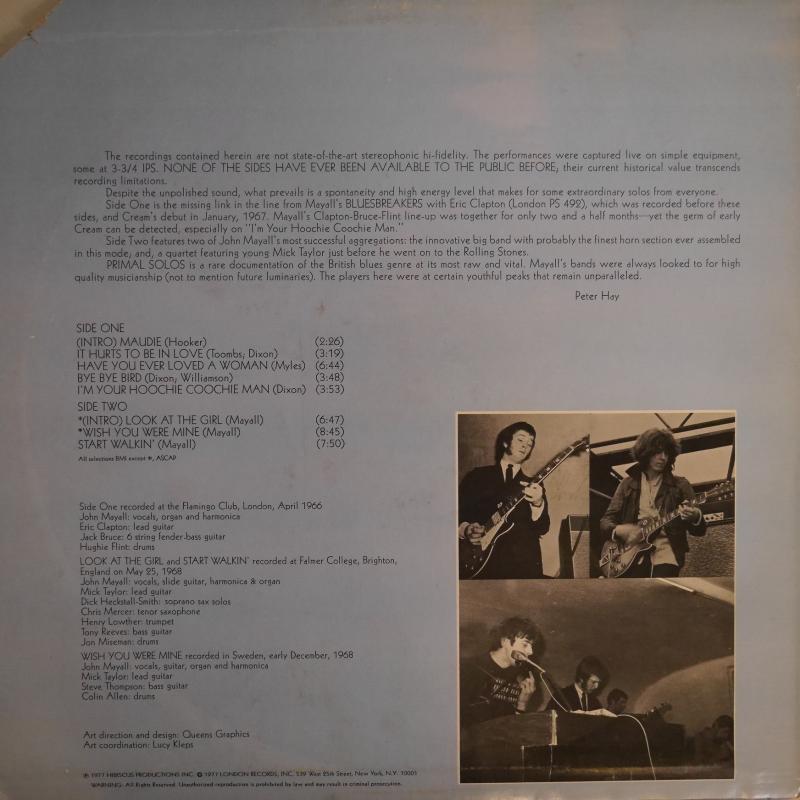 The recordings contained herein are not state-of-the-art stereophonic hi-fidelity. The performances were captured live on simple equipment,
some at 3-3/4 IPS. NONE OF THE SIDES HAVE EVER BEEN AVAILABLE TO THE PUBLIC BEFORE, their current historical value transcends
recording limitations.
Despite the unpolished sound, what prevails is a spontaneity and high energy level that makes for some extraordinary solos from everyone.
Side One is the missing link in the line from Mayall's BLUESBREAKERS with Eric Clapton (London PS 492), which was recorded before these
sides, and Cream's debut in January, 1967. Mayall's Clapton-Bruce-Flint line-up was together for only two and a half months—yet the germ of early
Cream can be detected, especially on "I'm Your Hoochie Coochie Man."
Side Two features two of John Mayall's most successful aggregations: the innovative big band with probably the finest horn section ever assembled
in this mode; and, a quartet featuring young Mick Taylor just before he went on to the Rolling Stones.
PRIMAL SOLOS is a rare documentation of the British blues genre at its most raw and vital. Mayall's bands were always looked to for high
quality musicianship (not to mention future luminaries). The players here were at certain youthful peaks that remain unparalleled.
Peter Hay
SIDE ONE
(INTRO) MAUDIE (Hooker) (2:26)
IT HURTS TO BE IN LOVE (Toombs; Dixon) (3:19)
HAVE YOU EVER LOVED A WOMAN (Myles) (6:44)
BYE BYE BIRD (Dixon; Williamson) (3:48)
I'M YOUR HOOCHIE COOCHIE MAN (Dixon) (3:53)
SIDE TWO
*(INTRO) LOOK AT THE GIRL (Mayall) (6:47)
*WISH YOU WERE MINE (Mayall) (8:45)
START WALKIN' (Mayall) (7:50)
All selections BMI except *, ASCAP
Side One recorded at the Flamingo Club, London, April 1966
John Mayall: vocals, organ and harmonica
Eric Clapton: lead guitar
Jack Bruce: 6 string fender-bass guitar
Hughie Flint: drums
LOOK AT THE GIRL and START WALKIN' recorded at Falmer College, Brighton,
England on May 25, 1968
John Mayall: vocals, slide guitar, harmonica & organ
Mick Taylor: lead guitar
Dick Heckstall-Smith: soprano sax solos
Chris Mercer: tenor saxophone
Henry Lowther: trumpet
Tony Reeves: bass guitar
Jon Miseman: drums
WISH YOU WERE MINE recorded in Sweden, early December, 1968
John Mayall: vocals, guitar, organ and harmonica
Mick Taylor: lead guitar
Steve Thompson: bass guitar
Colin Allen: drums
Art direction and design: Queens Graphics
Art coordination: Lucy Kleps
℗ 1977 HIBISCUS PRODUCTIONS INC. © 1977 LONDON RECORDS, INC. 539 West 25th Street, New York, N.Y. 10001
WARNING: All Rights Reserved. Unauthorized reproduction is prohibited by law and may result in criminal prosecution.